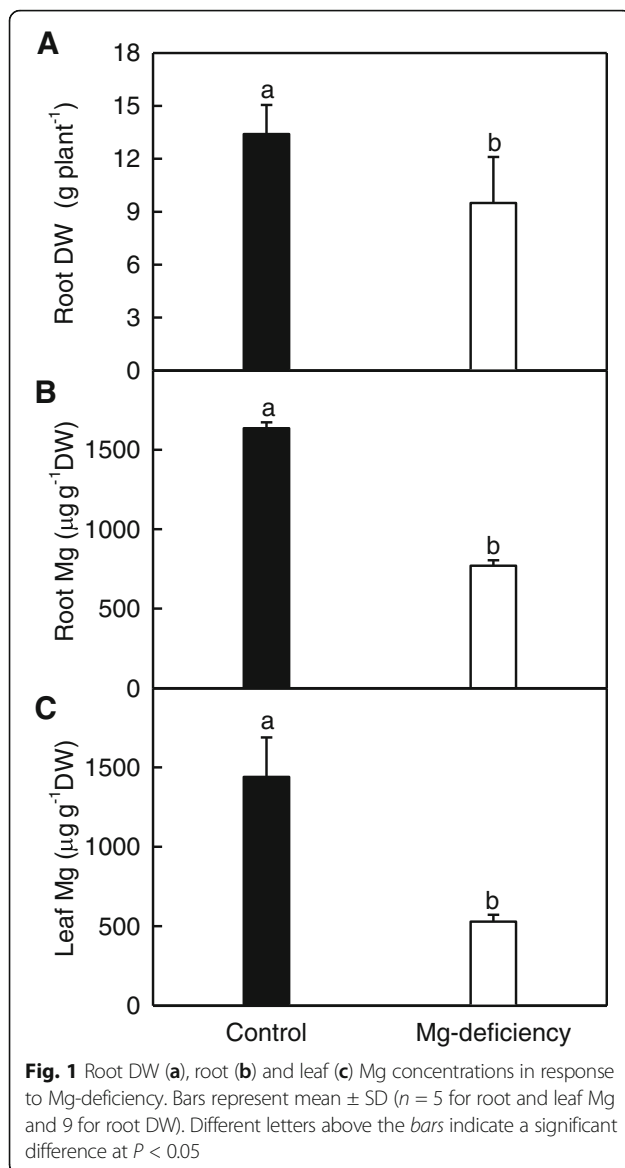 A
18
15
12
9
6
3
0
Root DW (g plant⁻¹)
a
b
B
1500
1000
500
0
Root Mg (µg g⁻¹DW)
a
b
C
1500
1000
500
0
Leaf Mg (µg g⁻¹DW)
a
b
Control Mg-deficiency
Fig. 1 Root DW (a), root (b) and leaf (c) Mg concentrations in response
to Mg-deficiency. Bars represent mean ± SD (n = 5 for root and leaf Mg
and 9 for root DW). Different letters above the bars indicate a significant
difference at P < 0.05